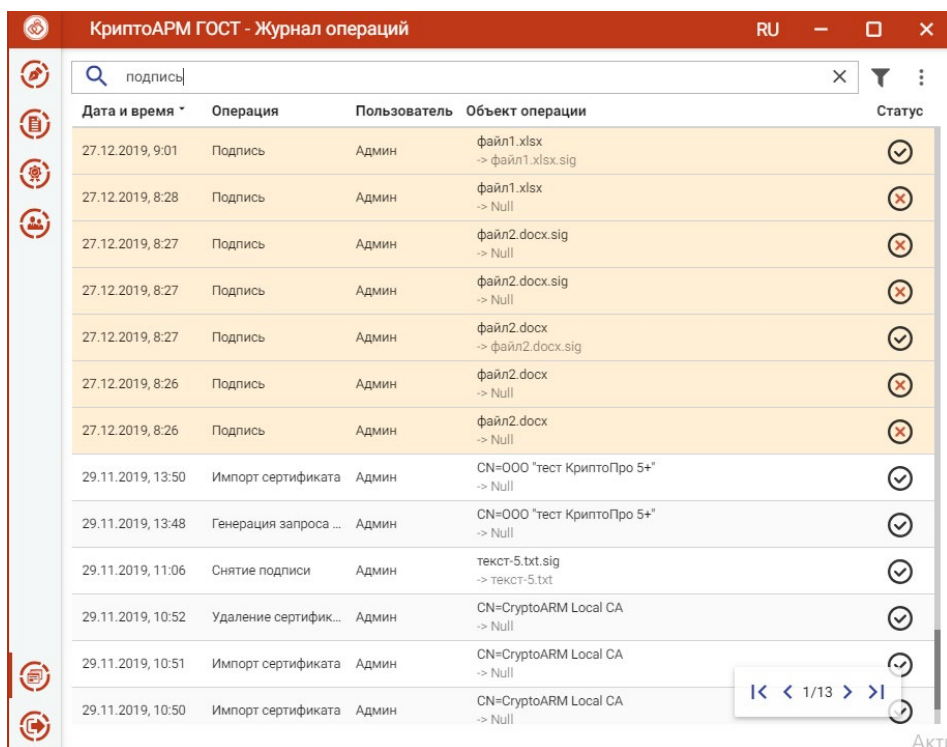 КриптоАРМ ГОСТ - Журнал операций RU
подпись
Дата и время Операция Пользователь Объект операции Статус
27.12.2019, 9:01 Подпись Админ файл1.xlsx
-> файл1.xlsx.sig
27.12.2019, 8:28 Подпись Админ файл1.xlsx
-> Null
27.12.2019, 8:27 Подпись Админ файл2.docx.sig
-> Null
27.12.2019, 8:27 Подпись Админ файл2.docx.sig
-> Null
27.12.2019, 8:27 Подпись Админ файл2.docx
-> файл2.docx.sig
27.12.2019, 8:26 Подпись Админ файл2.docx
-> Null
27.12.2019, 8:26 Подпись Админ файл2.docx
-> Null
29.11.2019, 13:50 Импорт сертификата Админ CN=ООО "тест КриптоПро 5+"
-> Null
29.11.2019, 13:48 Генерация запроса ... Админ CN=ООО "тест КриптоПро 5+"
-> Null
29.11.2019, 11:06 Снятие подписи Админ текст-5.txt.sig
-> текст-5.txt
29.11.2019, 10:52 Удаление сертифик... Админ CN=CryptoARM Local CA
-> Null
29.11.2019, 10:51 Импорт сертификата Админ CN=CryptoARM Local CA
-> Null
1/13
29.11.2019, 10:50 Импорт сертификата Админ CN=CryptoARM Local CA
-> Null